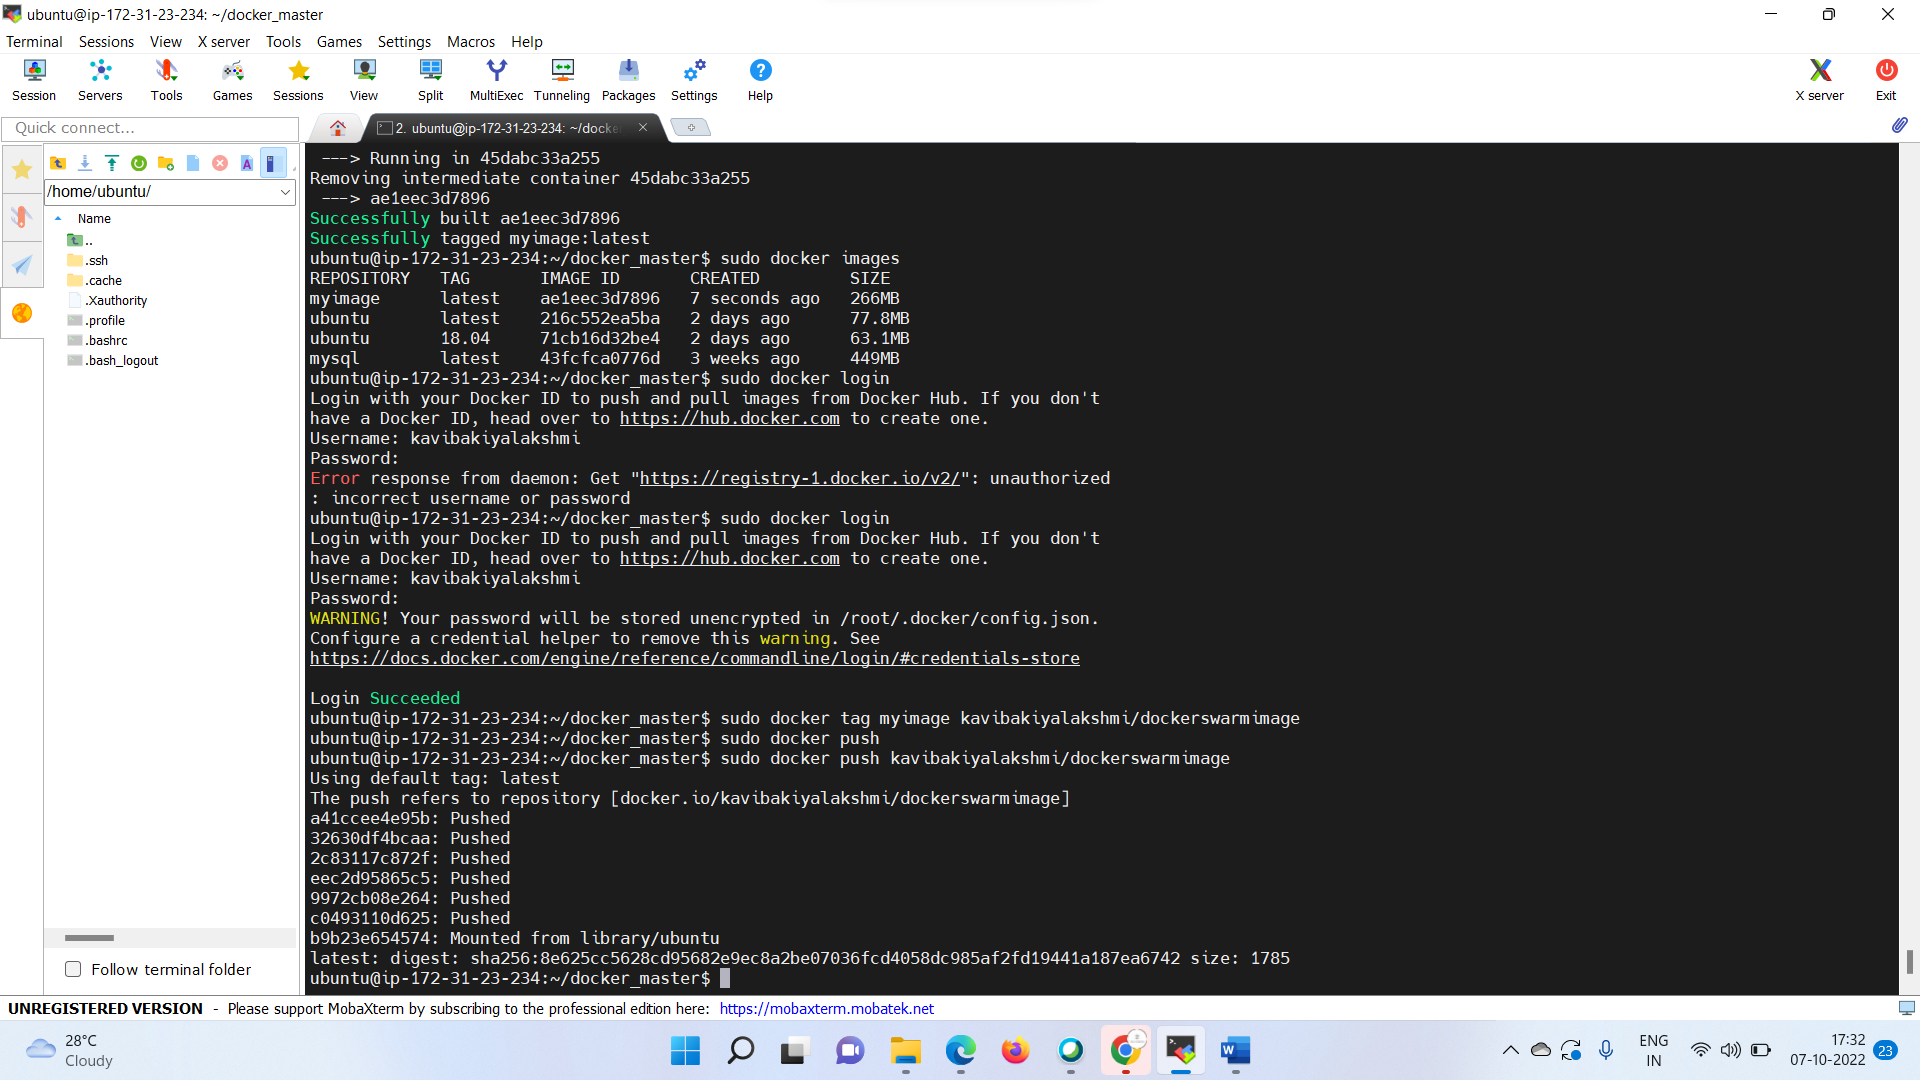 ubuntu@ip-172-31-23-234: ~/docker_master
Terminal Sessions View X server Tools Games Settings Macros Help
Session Servers Tools Games Sessions View Split MultiExec Tunneling Packages Settings Help X server Exit
Quick connect...
2. ubuntu@ip-172-31-23-234: ~/docke
/home/ubuntu/
Name
..
.ssh
.cache
.Xauthority
.profile
.bashrc
.bash_logout
Follow terminal folder
---> Running in 45dabc33a255
Removing intermediate container 45dabc33a255
---> ae1eec3d7896
Successfully built ae1eec3d7896
Successfully tagged myimage:latest
ubuntu@ip-172-31-23-234:~/docker_master$ sudo docker images
REPOSITORY TAG IMAGE ID CREATED SIZE
myimage latest ae1eec3d7896 7 seconds ago 266MB
ubuntu latest 216c552ea5ba 2 days ago 77.8MB
ubuntu 18.04 71cb16d32be4 2 days ago 63.1MB
mysql latest 43fcfca0776d 3 weeks ago 449MB
ubuntu@ip-172-31-23-234:~/docker_master$ sudo docker login
Login with your Docker ID to push and pull images from Docker Hub. If you don't
have a Docker ID, head over to https://hub.docker.com to create one.
Username: kavibakiyalakshmi
Password:
Error response from daemon: Get "https://registry-1.docker.io/v2/": unauthorized
: incorrect username or password
ubuntu@ip-172-31-23-234:~/docker_master$ sudo docker login
Login with your Docker ID to push and pull images from Docker Hub. If you don't
have a Docker ID, head over to https://hub.docker.com to create one.
Username: kavibakiyalakshmi
Password:
WARNING! Your password will be stored unencrypted in /root/.docker/config.json.
Configure a credential helper to remove this warning. See
https://docs.docker.com/engine/reference/commandline/login/#credentials-store
Login Succeeded
ubuntu@ip-172-31-23-234:~/docker_master$ sudo docker tag myimage kavibakiyalakshmi/dockerswarmimage
ubuntu@ip-172-31-23-234:~/docker_master$ sudo docker push
ubuntu@ip-172-31-23-234:~/docker_master$ sudo docker push kavibakiyalakshmi/dockerswarmimage
Using default tag: latest
The push refers to repository [docker.io/kavibakiyalakshmi/dockerswarmimage]
a41ccee4e95b: Pushed
32630df4bcaa: Pushed
2c83117c872f: Pushed
eec2d95865c5: Pushed
9972cb08e264: Pushed
c0493110d625: Pushed
b9b23e654574: Mounted from library/ubuntu
latest: digest: sha256:8e625cc5628cd95682e9ec8a2be07036fcd4058dc985af2fd19441a187ea6742 size: 1785
ubuntu@ip-172-31-23-234:~/docker_master$
UNREGISTERED VERSION - Please support MobaXterm by subscribing to the professional edition here: https://mobaxterm.mobatek.net
28°C
Cloudy
ENG
IN
17:32
07-10-2022
23